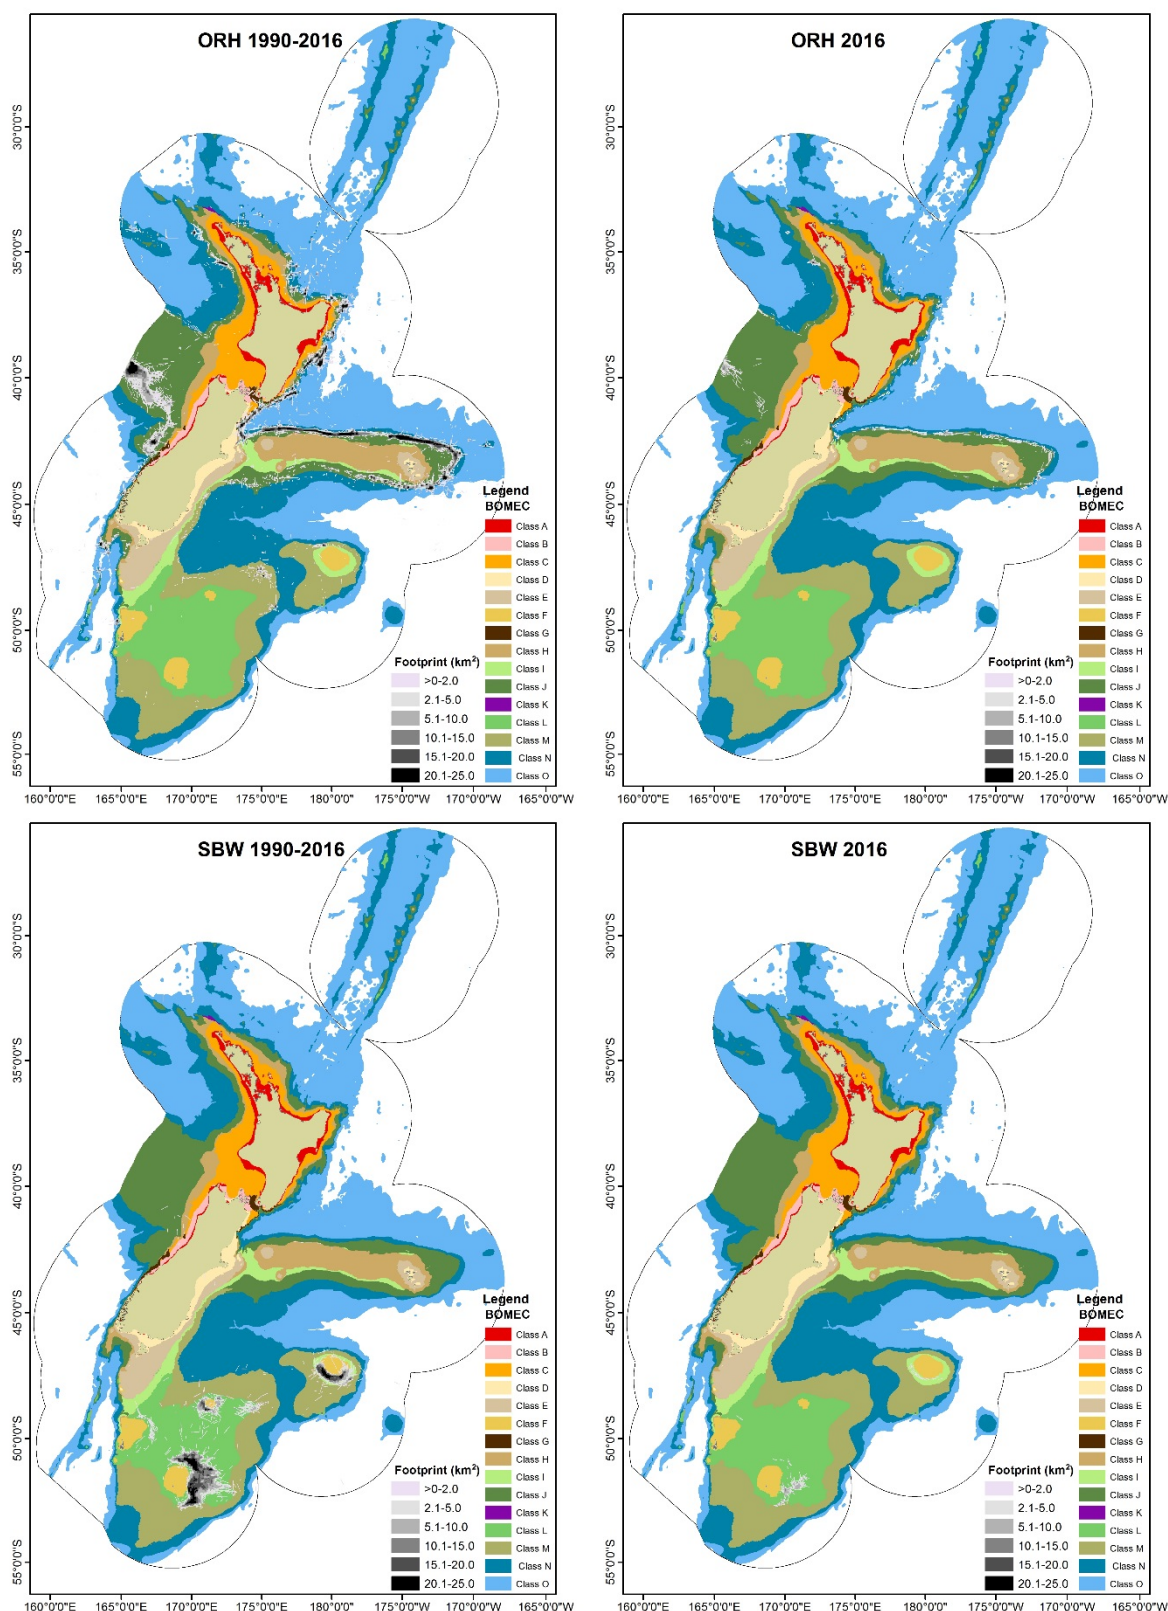 ORH 1990-2016
30°0'0"S
35°0'0"S
40°0'0"S
45°0'0"S
50°0'0"S
55°0'0"S
Legend
BOMEC
Class A
Class B
Class C
Class D
Class E
Class F
Class G
Class H
Class I
Class J
Class K
Class L
Class M
Class N
Class O
Footprint (km²)
>0-2.0
2.1-5.0
5.1-10.0
10.1-15.0
15.1-20.0
20.1-25.0
160°0'0"E 165°0'0"E 170°0'0"E 175°0'0"E 180°0'0" 175°0'0"W 170°0'0"W 165°0'0"W
ORH 2016
30°0'0"S
35°0'0"S
40°0'0"S
45°0'0"S
50°0'0"S
55°0'0"S
Legend
BOMEC
Class A
Class B
Class C
Class D
Class E
Class F
Class G
Class H
Class I
Class J
Class K
Class L
Class M
Class N
Class O
Footprint (km²)
>0-2.0
2.1-5.0
5.1-10.0
10.1-15.0
15.1-20.0
20.1-25.0
160°0'0"E 165°0'0"E 170°0'0"E 175°0'0"E 180°0'0" 175°0'0"W 170°0'0"W 165°0'0"W
SBW 1990-2016
30°0'0"S
35°0'0"S
40°0'0"S
45°0'0"S
50°0'0"S
55°0'0"S
Legend
BOMEC
Class A
Class B
Class C
Class D
Class E
Class F
Class G
Class H
Class I
Class J
Class K
Class L
Class M
Class N
Class O
Footprint (km²)
>0-2.0
2.1-5.0
5.1-10.0
10.1-15.0
15.1-20.0
20.1-25.0
160°0'0"E 165°0'0"E 170°0'0"E 175°0'0"E 180°0'0" 175°0'0"W 170°0'0"W 165°0'0"W
SBW 2016
30°0'0"S
35°0'0"S
40°0'0"S
45°0'0"S
50°0'0"S
55°0'0"S
Legend
BOMEC
Class A
Class B
Class C
Class D
Class E
Class F
Class G
Class H
Class I
Class J
Class K
Class L
Class M
Class N
Class O
Footprint (km²)
>0-2.0
2.1-5.0
5.1-10.0
10.1-15.0
15.1-20.0
20.1-25.0
160°0'0"E 165°0'0"E 170°0'0"E 175°0'0"E 180°0'0" 175°0'0"W 170°0'0"W 165°0'0"W